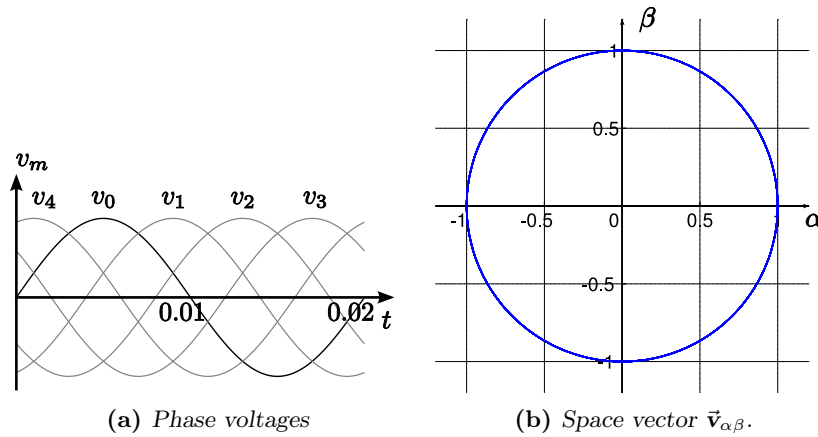 v_m
v_4 v_0 v_1 v_2 v_3
0.01 0.02 t
(a) Phase voltages
β
1
0.5
-1 -0.5 0 0.5 1 α
-0.5
-1
(b) Space vector v⃗_αβ.